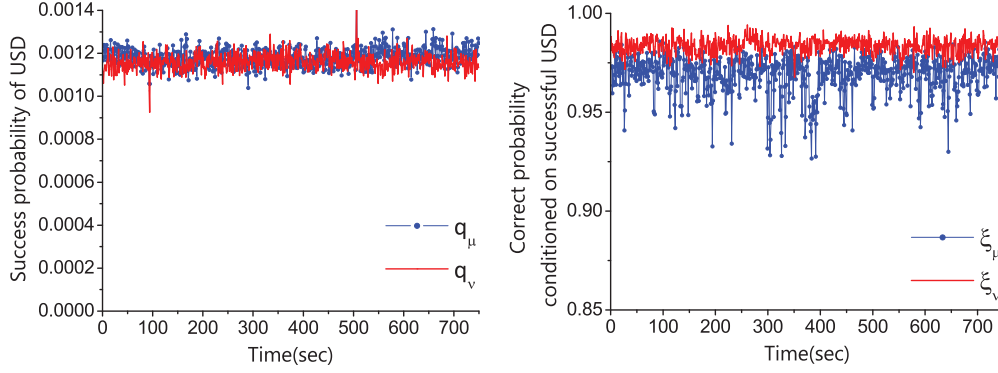 Success probability of USD
0.0014
0.0012
0.0010
0.0008
0.0006
0.0004
0.0002
0.0000
0 100 200 300 400 500 600 700
Time(sec)
qμ
qν
Correct probability
conditioned on successful USD
1.00
0.95
0.90
0.85
0 100 200 300 400 500 600 700
Time(sec)
ξμ
ξν